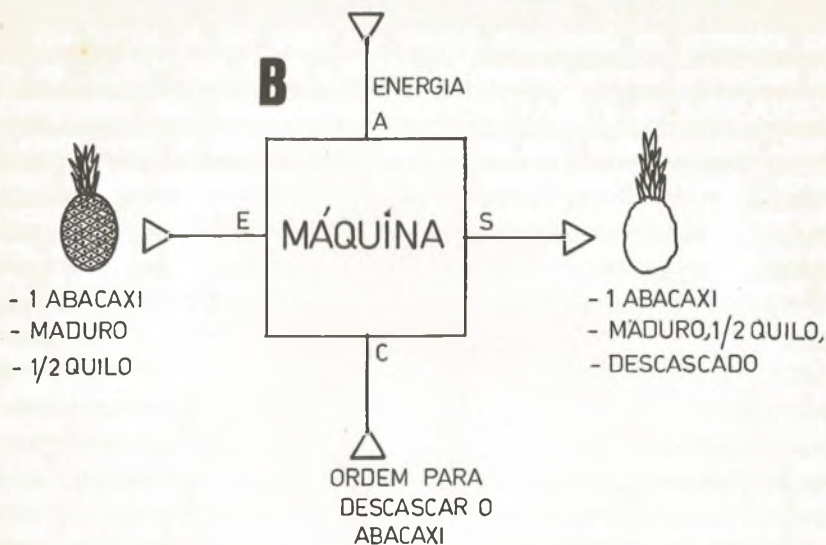 B
ENERGIA
A
E
MÁQUINA
S
- 1 ABACAXI
- MADURO
- 1/2 QUILO
- 1 ABACAXI
- MADURO, 1/2 QUILO,
- DESCASCADO
C
ORDEM PARA
DESCASCAR O
ABACAXI